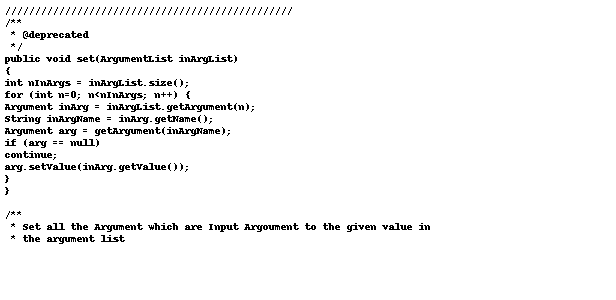 ////////////////////////////////////////////////
/**
 * @deprecated
 */
public void set(ArgumentList inArgList)
{
int nInArgs = inArgList.size();
for (int n=0; n<nInArgs; n++) {
Argument inArg = inArgList.getArgument(n);
String inArgName = inArg.getName();
Argument arg = getArgument(inArgName);
if (arg == null)
continue;
arg.setValue(inArg.getValue());
}
}

/**
 * Set all the Argument which are Input Argoument to the given value in
 * the argument list